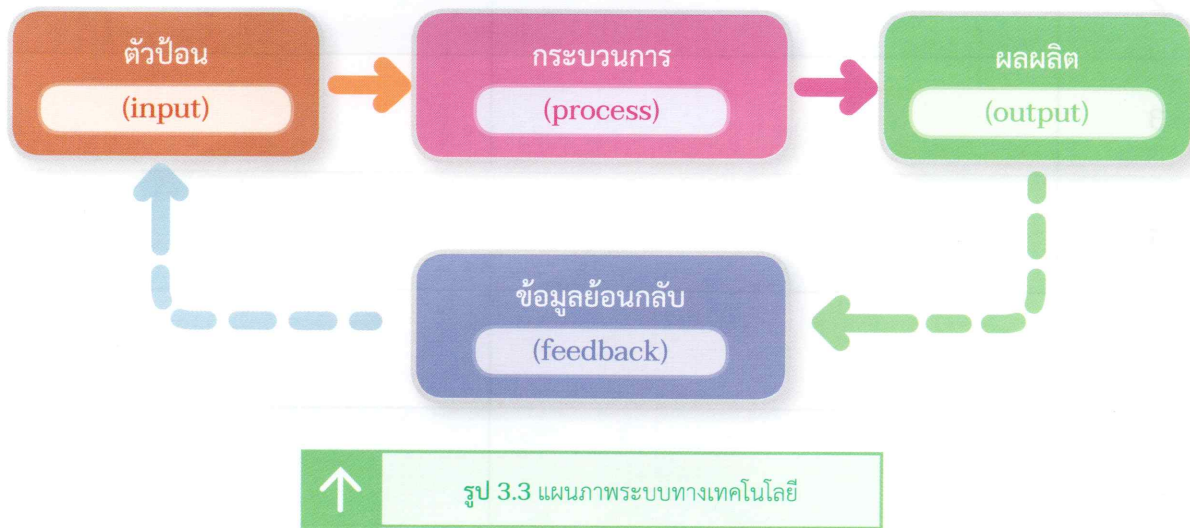 ตัวป้อน
(input)
กระบวนการ
(process)
ผลผลิต
(output)
ข้อมูลย้อนกลับ
(feedback)
รูป 3.3 แผนภาพระบบทางเทคโนโลยี